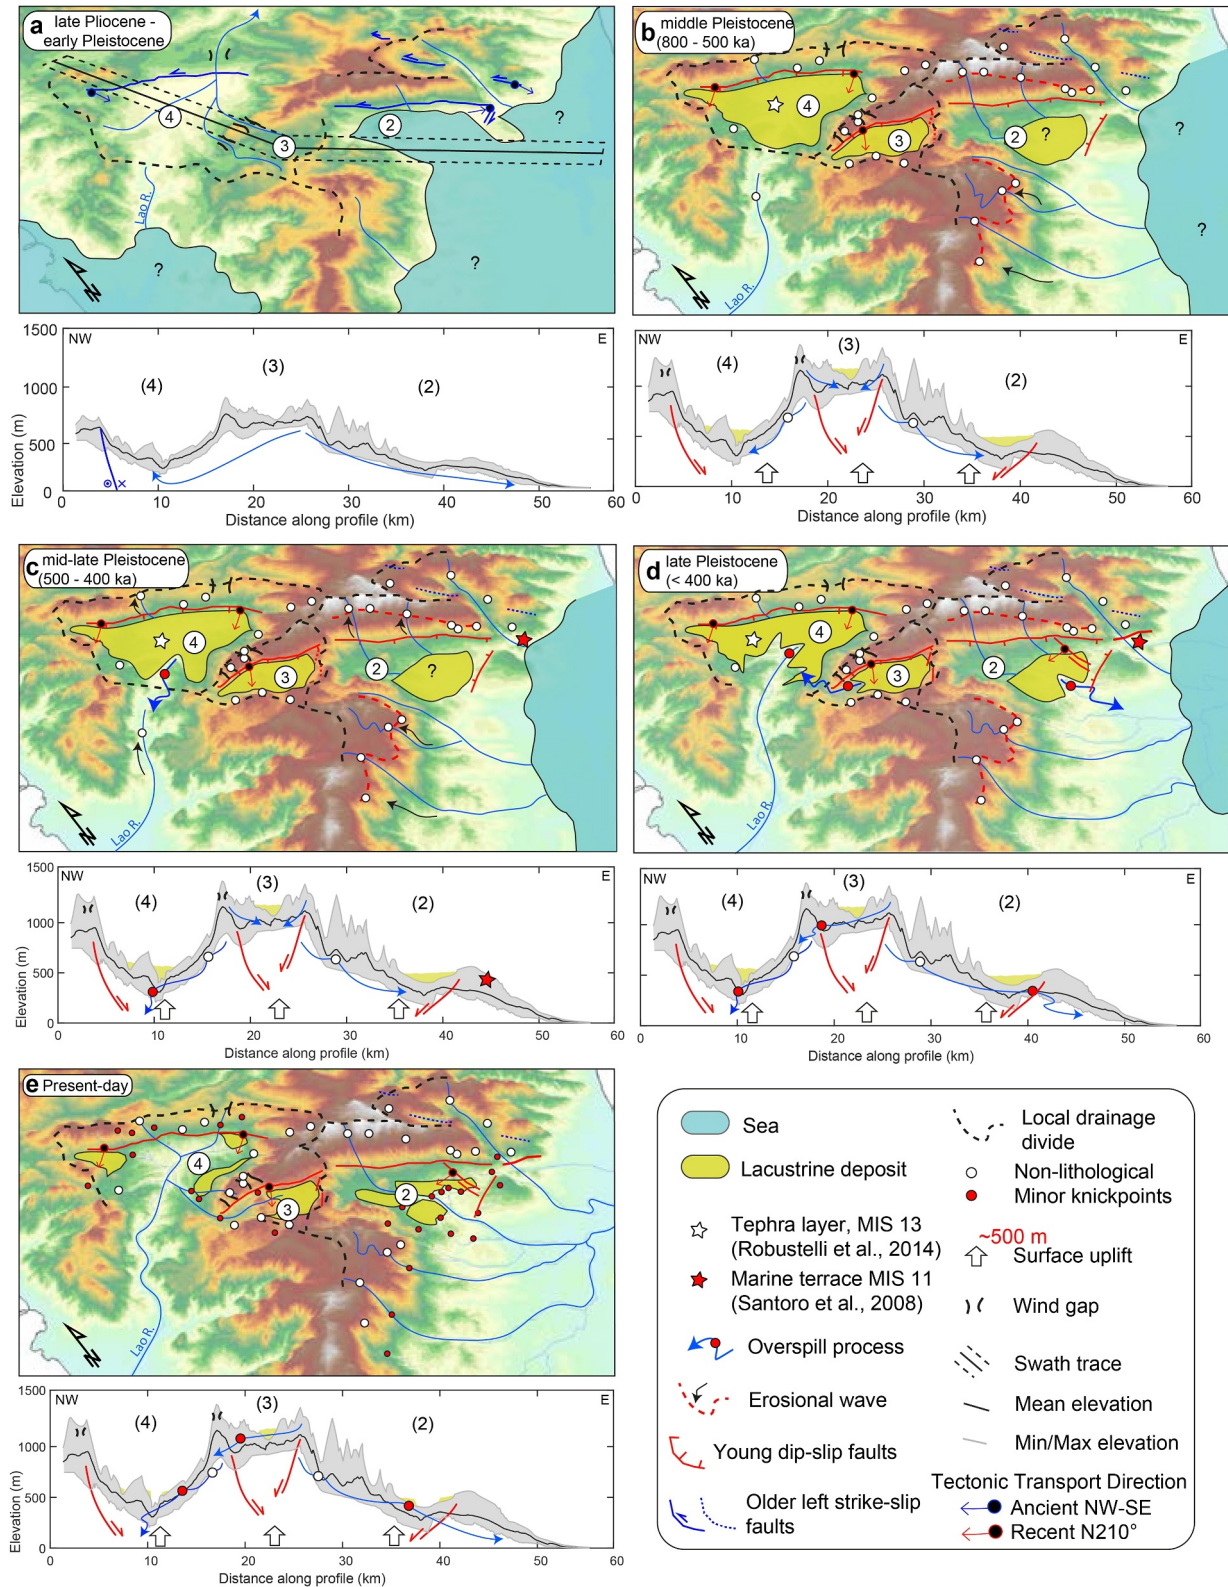 a
late Pliocene -
early Pleistocene
4
3
2
?
?
?
Lao R.
N
b
middle Pleistocene
(800 - 500 ka)
4
3
2
?
?
?
Lao R.
N
1500
1000
500
0
Elevation (m)
NW
E
(4)
(3)
(2)
0
10
20
30
40
50
60
Distance along profile (km)
NW
E
(4)
(3)
(2)
0
10
20
30
40
50
60
Distance along profile (km)
c
mid-late Pleistocene
(500 - 400 ka)
4
3
2
?
Lao R.
N
d
late Pleistocene
(< 400 ka)
4
3
2
Lao R.
N
1500
1000
500
0
Elevation (m)
NW
E
(4)
(3)
(2)
0
10
20
30
40
50
60
Distance along profile (km)
NW
E
(4)
(3)
(2)
0
10
20
30
40
50
60
Distance along profile (km)
e
Present-day
4
3
2
Lao R.
N
1500
1000
500
0
Elevation (m)
NW
E
(4)
(3)
(2)
0
10
20
30
40
50
60
Distance along profile (km)
Sea
Lacustrine deposit
Tephra layer, MIS 13
(Robustelli et al., 2014)
Marine terrace MIS 11
(Santoro et al., 2008)
Overspill process
Erosional wave
Young dip-slip faults
Older left strike-slip
faults
Local drainage
divide
Non-lithological
Minor knickpoints
~500 m
Surface uplift
Wind gap
Swath trace
Mean elevation
Min/Max elevation
Tectonic Transport Direction
Ancient NW-SE
Recent N210°